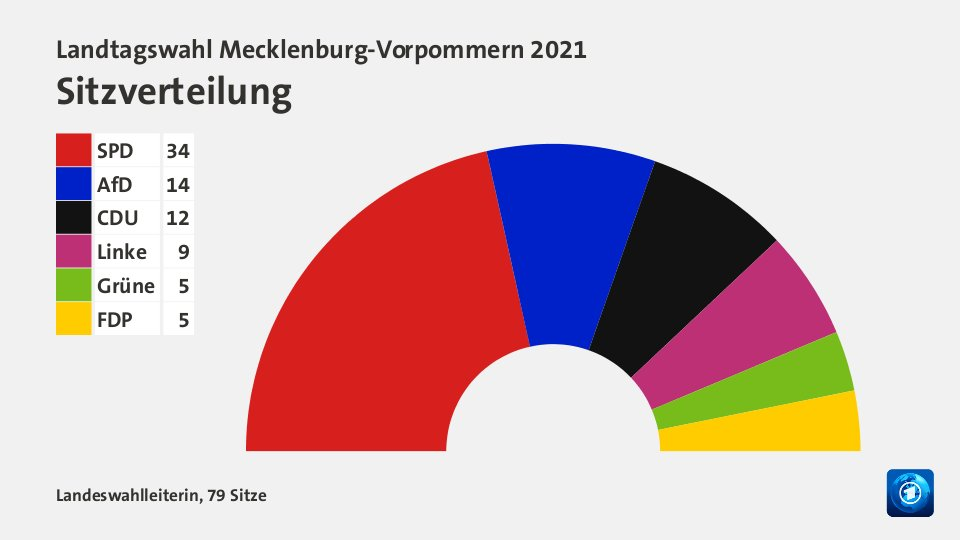 Landtagswahl Mecklenburg-Vorpommern 2021
Sitzverteilung
SPD 34
AfD 14
CDU 12
Linke 9
Grüne 5
FDP 5
Landeswahlleiterin, 79 Sitze
1